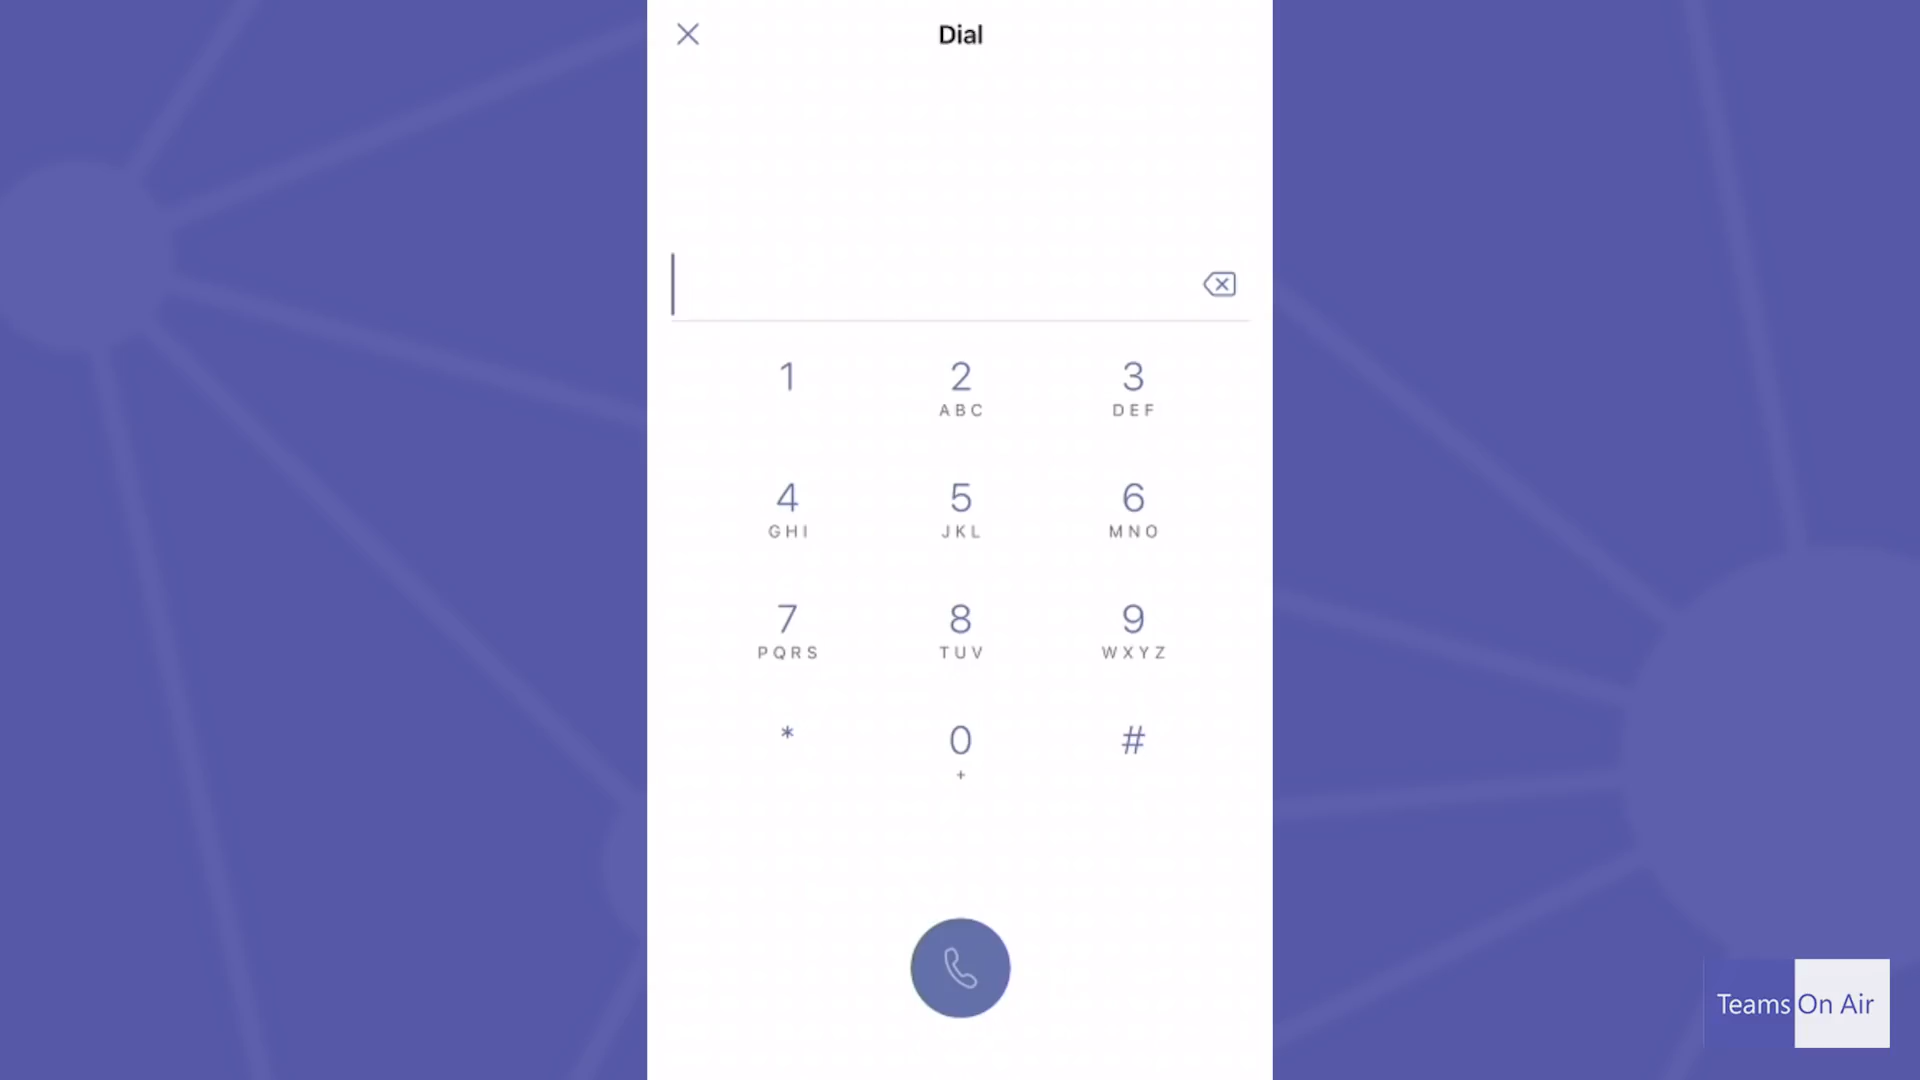 Dial
1 2 3
ABC DEF
4 5 6
GHI JKL MNO
7 8 9
PQRS TUV WXYZ
* 0 #
+
Teams On Air